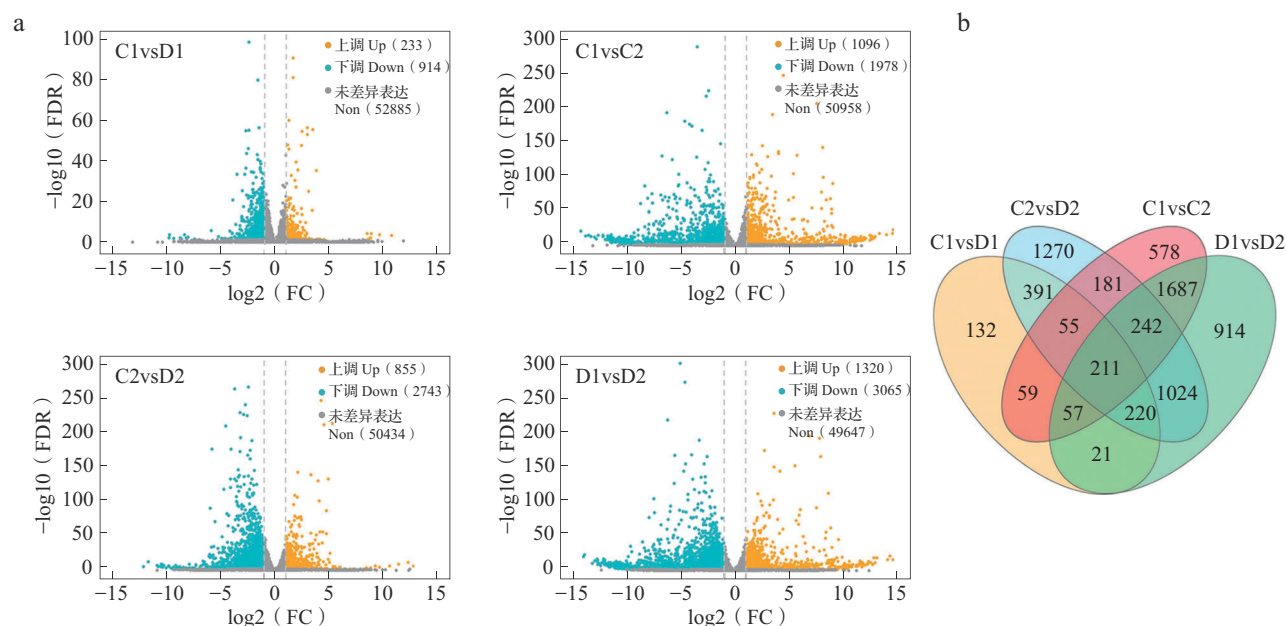 a
C1vsD1
上调 Up（233）
下调 Down（914）
未差异表达
Non（52885）
100
80
60
40
20
0
−log10（FDR）
−15 −10 −5 0 5 10 15
log2（FC）
C1vsC2
上调 Up（1096）
下调 Down（1978）
未差异表达
Non（50958）
300
250
200
150
100
50
0
−log10（FDR）
−15 −10 −5 0 5 10 15
log2（FC）
C2vsD2
上调 Up（855）
下调 Down（2743）
未差异表达
Non（50434）
300
250
200
150
100
50
0
−log10（FDR）
−15 −10 −5 0 5 10 15
log2（FC）
D1vsD2
上调 Up（1320）
下调 Down（3065）
未差异表达
Non（49647）
300
250
200
150
100
50
0
−log10（FDR）
−15 −10 −5 0 5 10 15
log2（FC）
b
C2vsD2 C1vsC2
C1vsD1 D1vsD2
1270 578
391 181 1687
132 55 242 914
211
59 1024
57 220
21